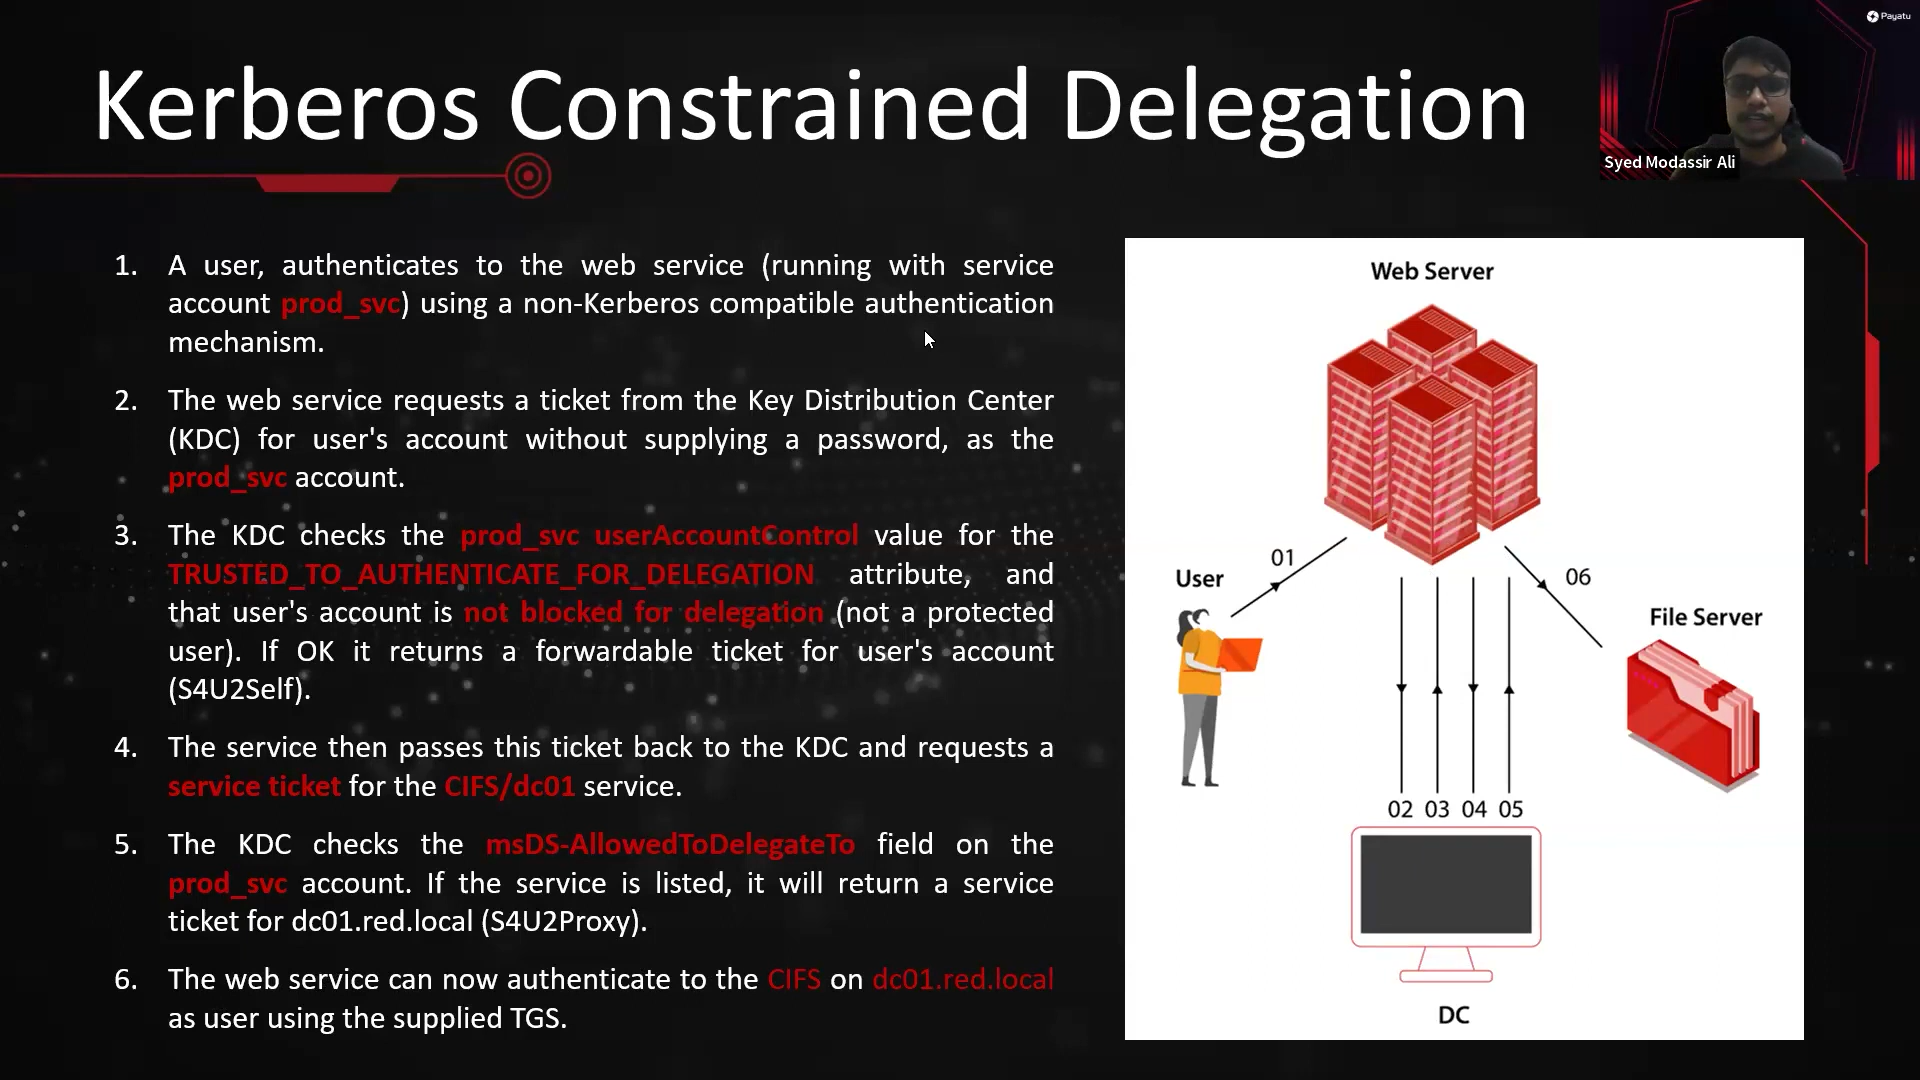 Payatu
Kerberos Constrained Delegation
Syed Modassir Ali
1. A user, authenticates to the web service (running with service
account prod_svc) using a non-Kerberos compatible authentication
mechanism.
2. The web service requests a ticket from the Key Distribution Center
(KDC) for user's account without supplying a password, as the
prod_svc account.
3. The KDC checks the prod_svc userAccountControl value for the
TRUSTED_TO_AUTHENTICATE_FOR_DELEGATION attribute, and
that user's account is not blocked for delegation (not a protected
user). If OK it returns a forwardable ticket for user's account
(S4U2Self).
4. The service then passes this ticket back to the KDC and requests a
service ticket for the CIFS/dc01 service.
5. The KDC checks the msDS-AllowedToDelegateTo field on the
prod_svc account. If the service is listed, it will return a service
ticket for dc01.red.local (S4U2Proxy).
6. The web service can now authenticate to the CIFS on dc01.red.local
as user using the supplied TGS.
Web Server
01
User
06
File Server
02 03 04 05
DC